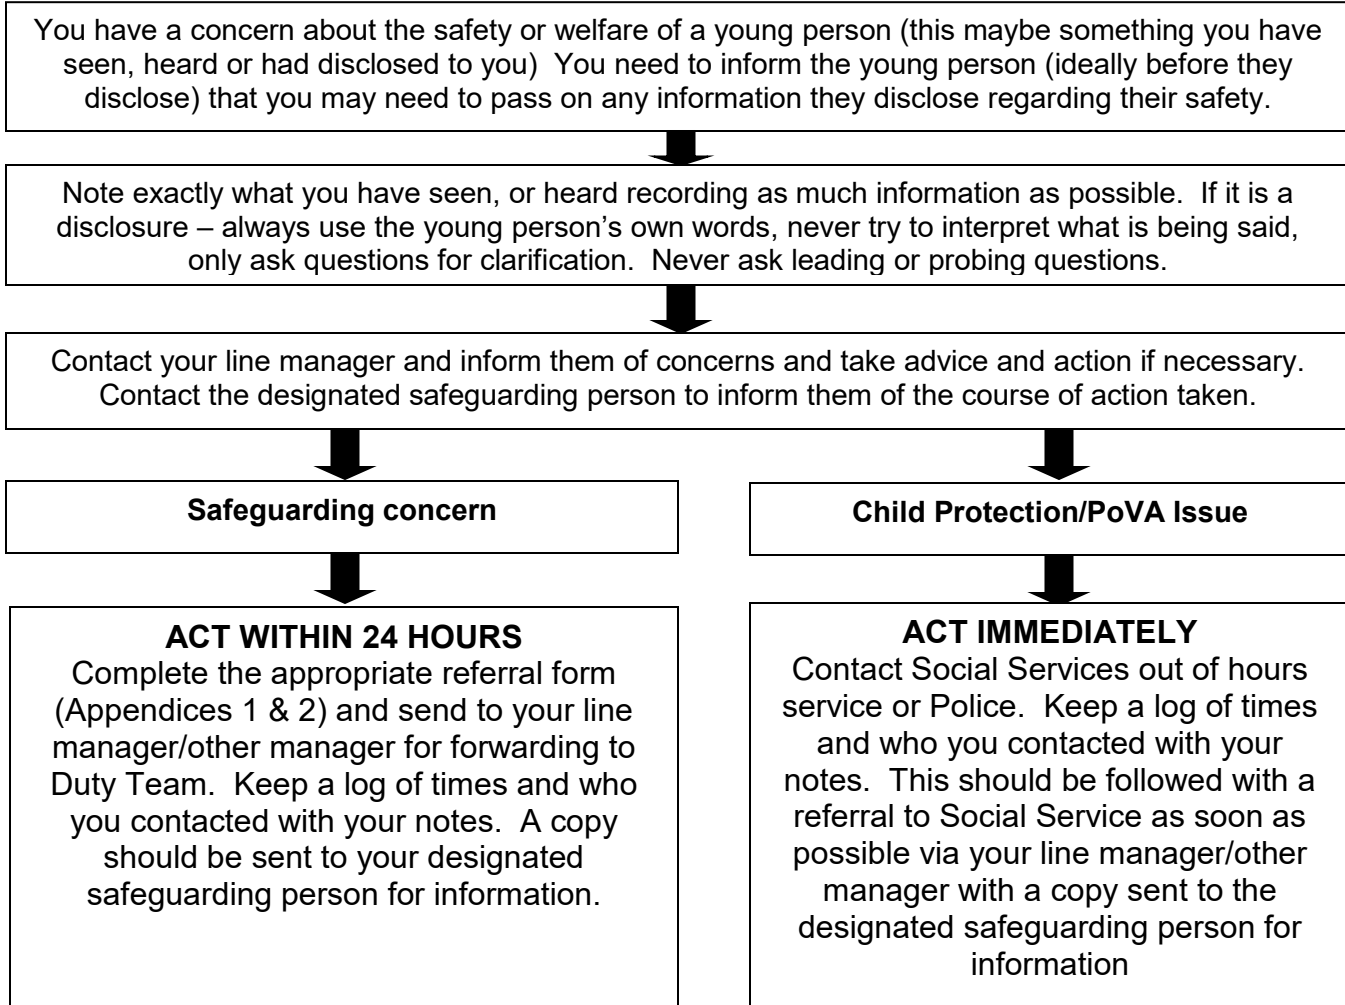 You have a concern about the safety or welfare of a young person (this maybe something you have
seen, heard or had disclosed to you)  You need to inform the young person (ideally before they
disclose) that you may need to pass on any information they disclose regarding their safety.
Note exactly what you have seen, or heard recording as much information as possible.  If it is a
disclosure – always use the young person’s own words, never try to interpret what is being said,
only ask questions for clarification.  Never ask leading or probing questions.
Contact your line manager and inform them of concerns and take advice and action if necessary.
Contact the designated safeguarding person to inform them of the course of action taken.
Safeguarding concern
ACT WITHIN 24 HOURS
Complete the appropriate referral form
(Appendices 1 & 2) and send to your line
manager/other manager for forwarding to
Duty Team.  Keep a log of times and who
you contacted with your notes.  A copy
should be sent to your designated
safeguarding person for information.
Child Protection/PoVA Issue
ACT IMMEDIATELY
Contact Social Services out of hours
service or Police.  Keep a log of times
and who you contacted with your
notes.  This should be followed with a
referral to Social Service as soon as
possible via your line manager/other
manager with a copy sent to the
designated safeguarding person for
information